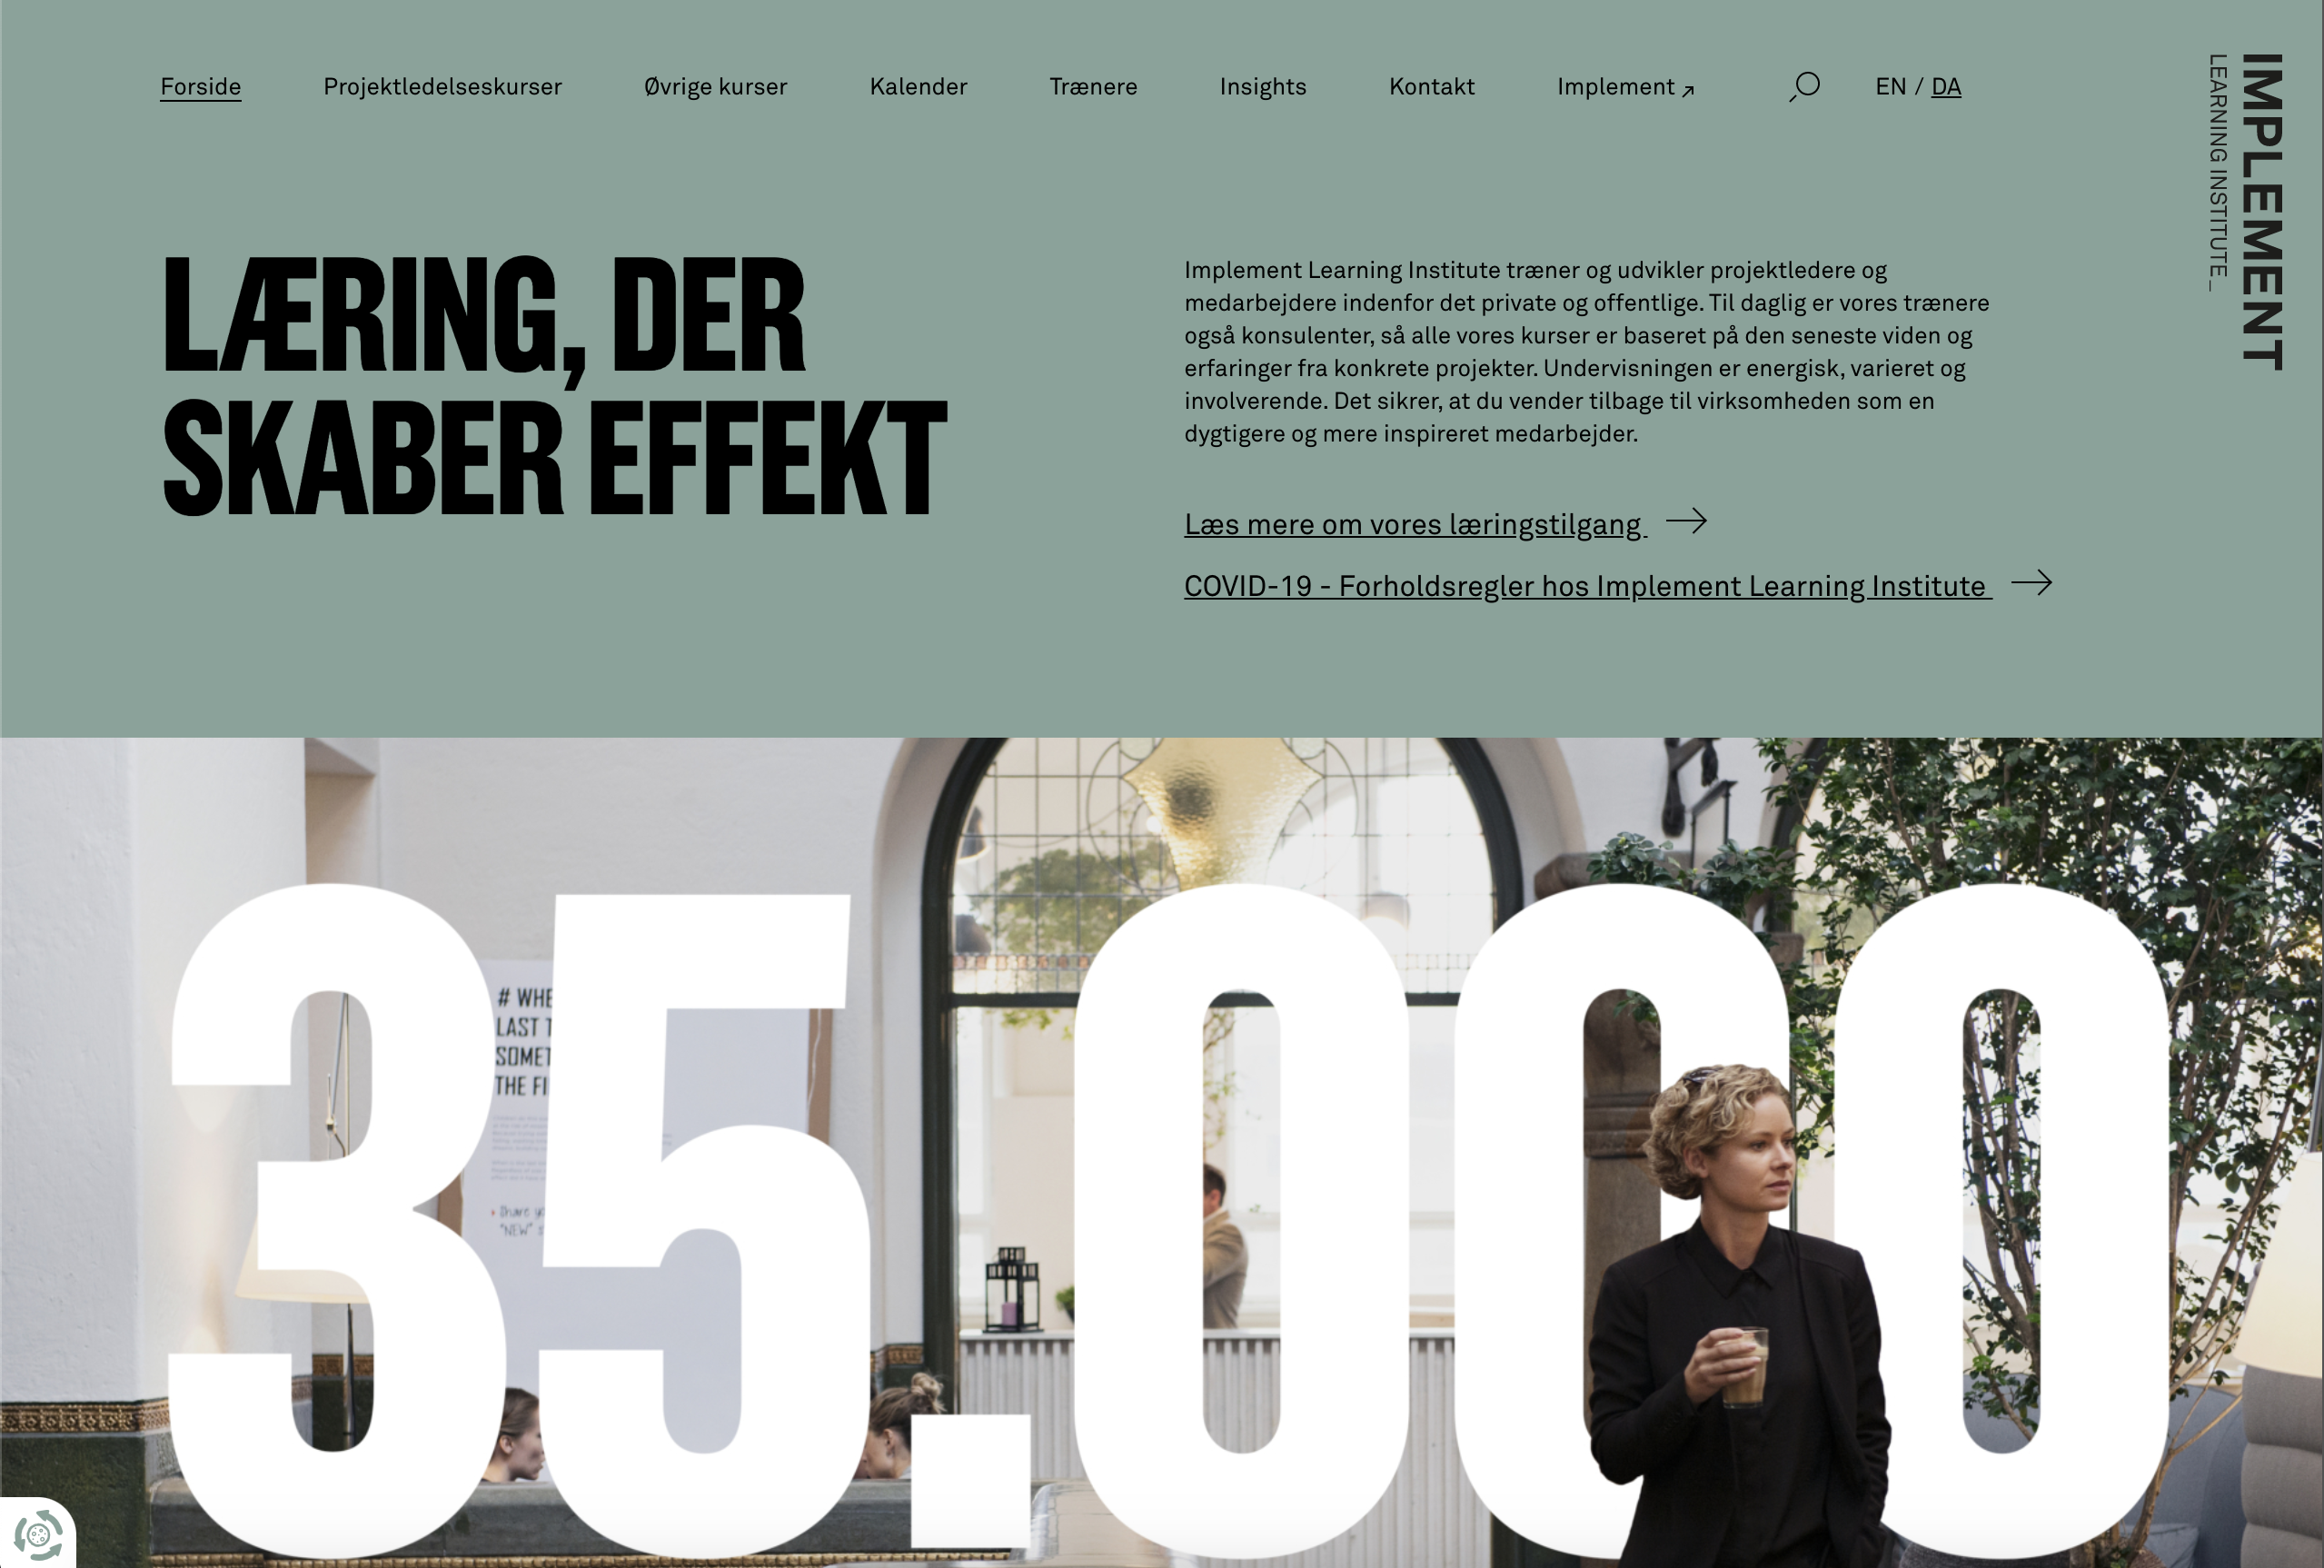 Forside
Projektledelseskurser
Øvrige kurser
Kalender
Trænere
Insights
Kontakt
Implement
EN / DA
IMPLEMENT
LEARNING INSTITUTE_
LÆRING, DER
SKABER EFFEKT
Implement Learning Institute træner og udvikler projektledere og
medarbejdere indenfor det private og offentlige. Til daglig er vores trænere
også konsulenter, så alle vores kurser er baseret på den seneste viden og
erfaringer fra konkrete projekter. Undervisningen er energisk, varieret og
involverende. Det sikrer, at du vender tilbage til virksomheden som en
dygtigere og mere inspireret medarbejder.
Læs mere om vores læringstilgang
COVID-19 - Forholdsregler hos Implement Learning Institute
35.000
# WHE
LAST T
SOMET
THE FI
Share yo
"NEW" s